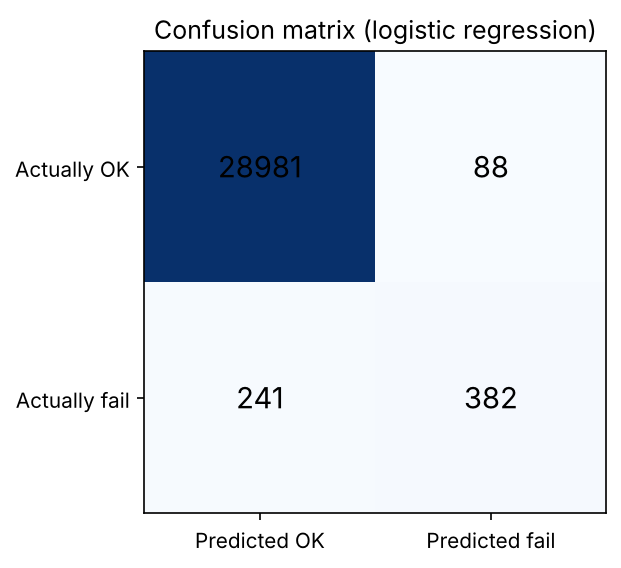 Confusion matrix (logistic regression)
Actually OK
28981
88
Actually fail
241
382
Predicted OK
Predicted fail